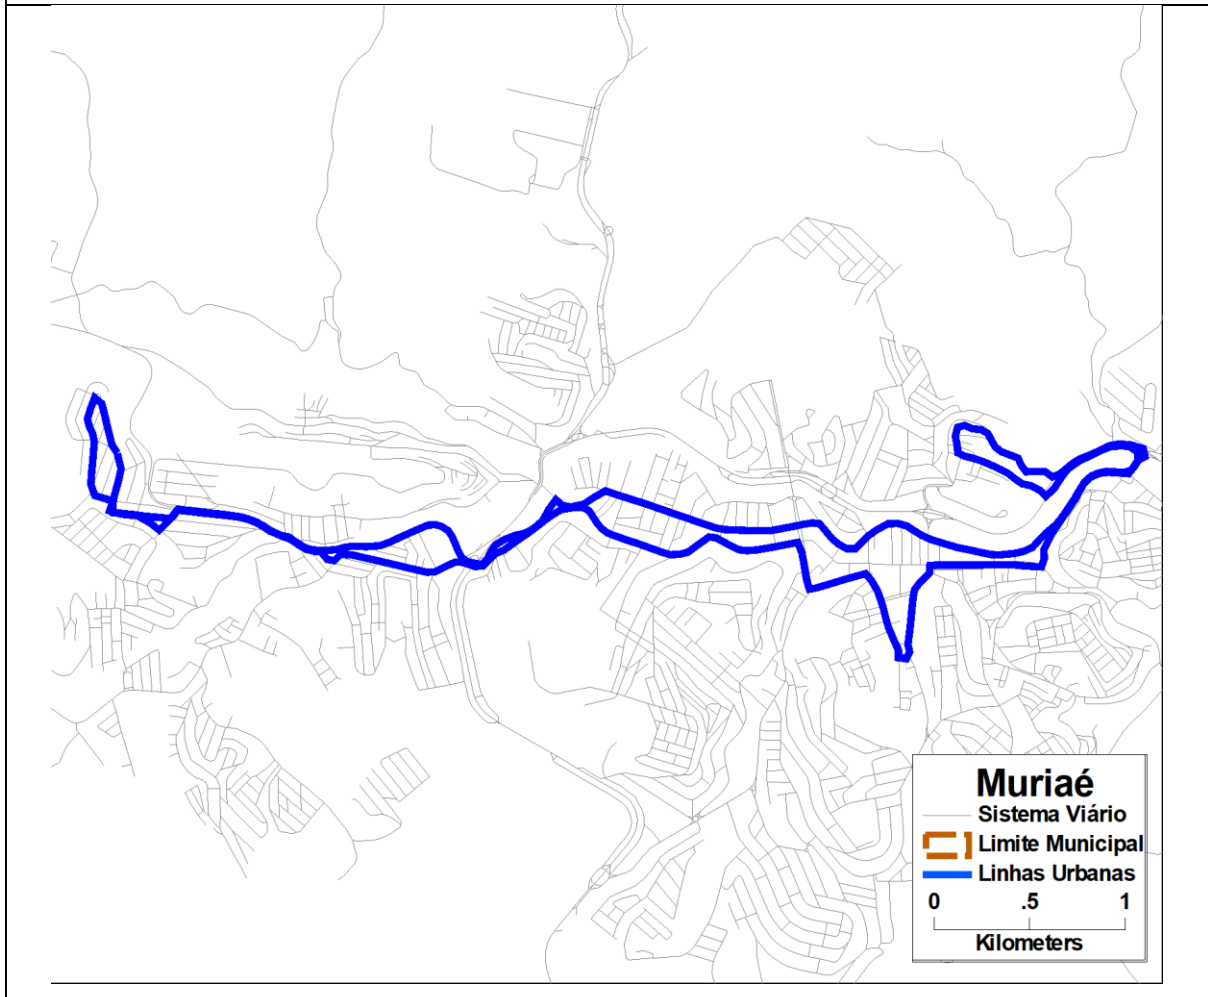 Muriaé
Sistema Viário
Limite Municipal
Linhas Urbanas
0 .5 1
Kilometers